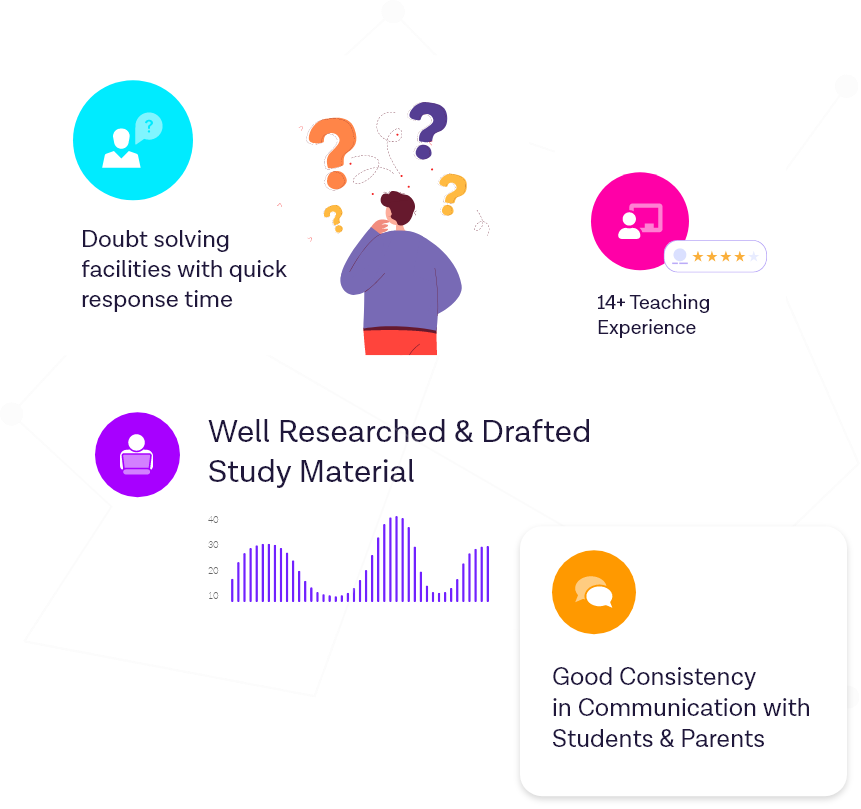 ?
? ? ? ?
Doubt solving
facilities with quick
response time
14+ Teaching
Experience
Well Researched & Drafted
Study Material
40
30
20
10
Good Consistency
in Communication with
Students & Parents